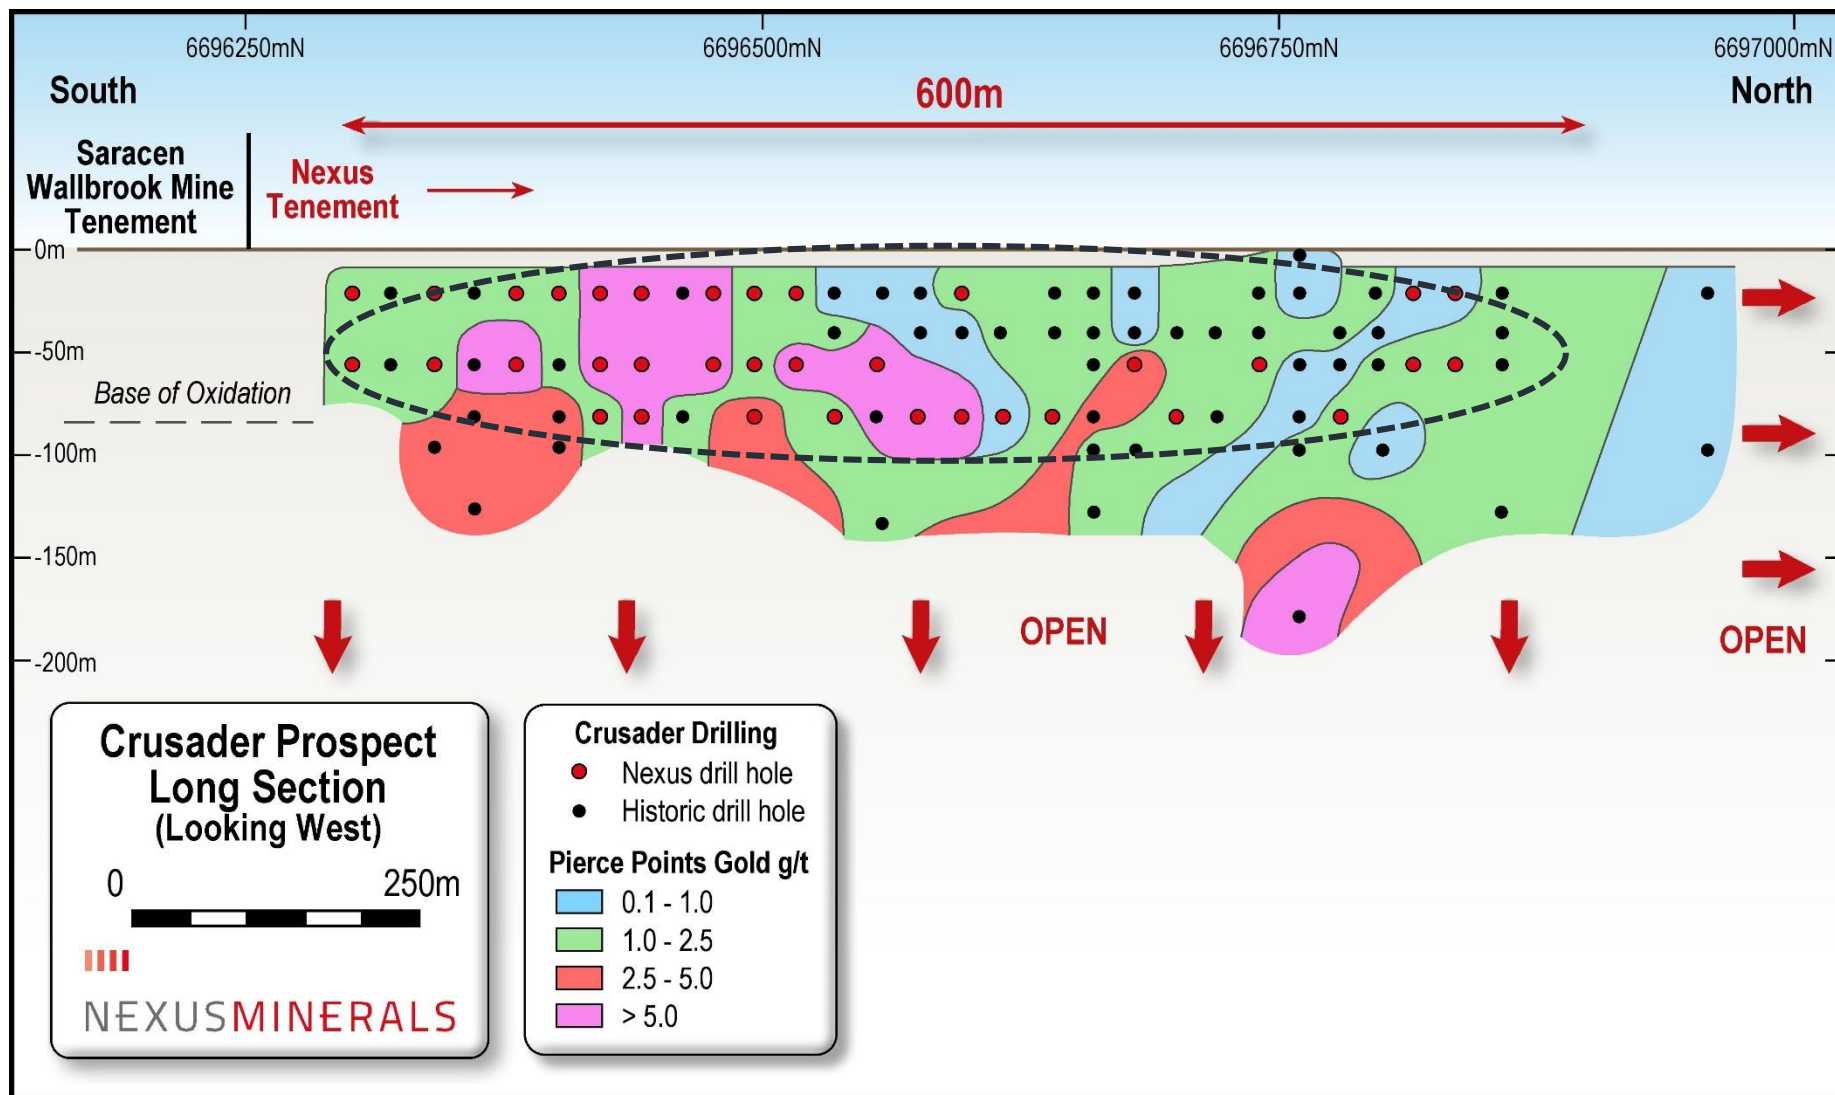 6696250mN
6696500mN
6696750mN
6697000mN
South
600m
North
Saracen
Wallbrook Mine
Tenement
Nexus
Tenement
0m
-50m
Base of Oxidation
-100m
-150m
-200m
OPEN
OPEN
Crusader Prospect
Long Section
(Looking West)
0 250m
NEXUSMINERALS
Crusader Drilling
Nexus drill hole
Historic drill hole
Pierce Points Gold g/t
0.1 - 1.0
1.0 - 2.5
2.5 - 5.0
> 5.0